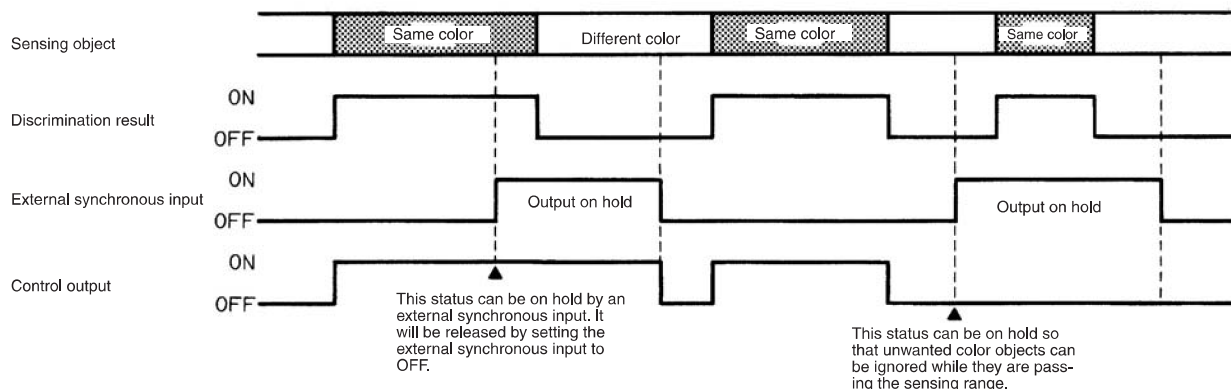 Sensing object
Same color
Different color
Same color
Same color
Discrimination result
ON
OFF
External synchronous input
ON
OFF
Output on hold
Output on hold
Control output
ON
OFF
This status can be on hold by an
external synchronous input. It
will be released by setting the
external synchronous input to
OFF.
This status can be on hold so
that unwanted color objects can
be ignored while they are pass-
ing the sensing range.